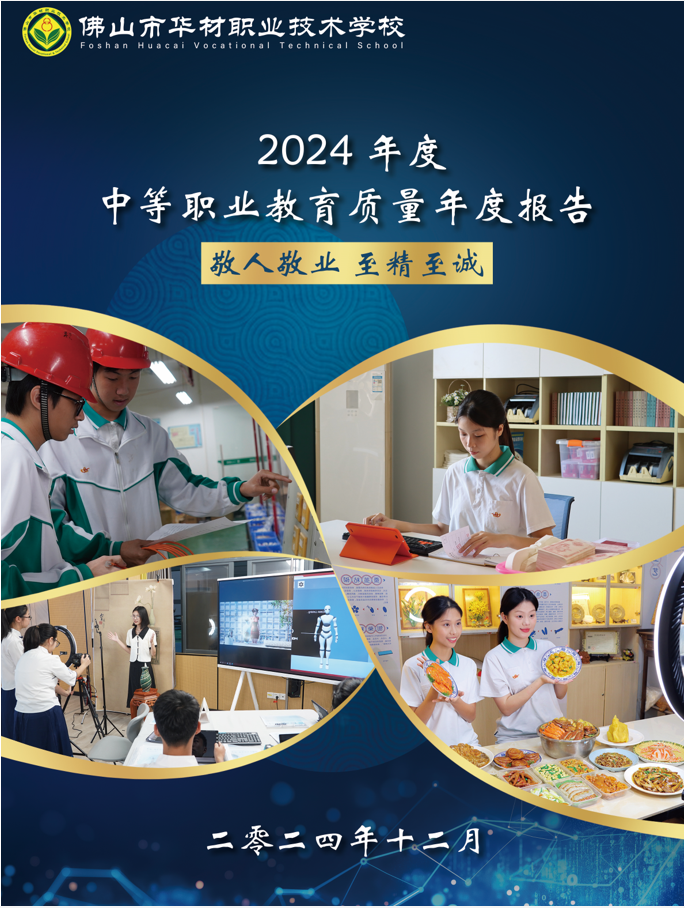 佛山市华材职业技术学校
Foshan Huacai Vocational Technical School
2024 年度
中等职业教育质量年度报告
敬人敬业 至精至诚
二零二四年十二月